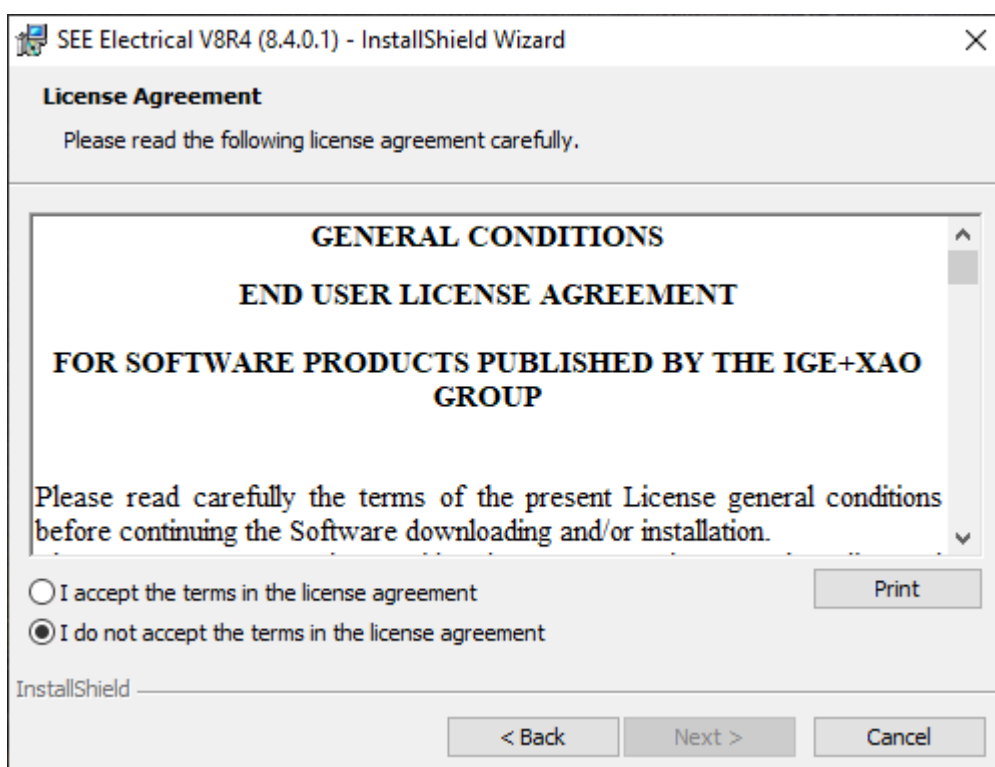 SEE Electrical V8R4 (8.4.0.1) - InstallShield Wizard
License Agreement
Please read the following license agreement carefully.
GENERAL CONDITIONS
END USER LICENSE AGREEMENT
FOR SOFTWARE PRODUCTS PUBLISHED BY THE IGE+XAO
GROUP
Please read carefully the terms of the present License general conditions
before continuing the Software downloading and/or installation.
I accept the terms in the license agreement
Print
I do not accept the terms in the license agreement
InstallShield
< Back
Next >
Cancel